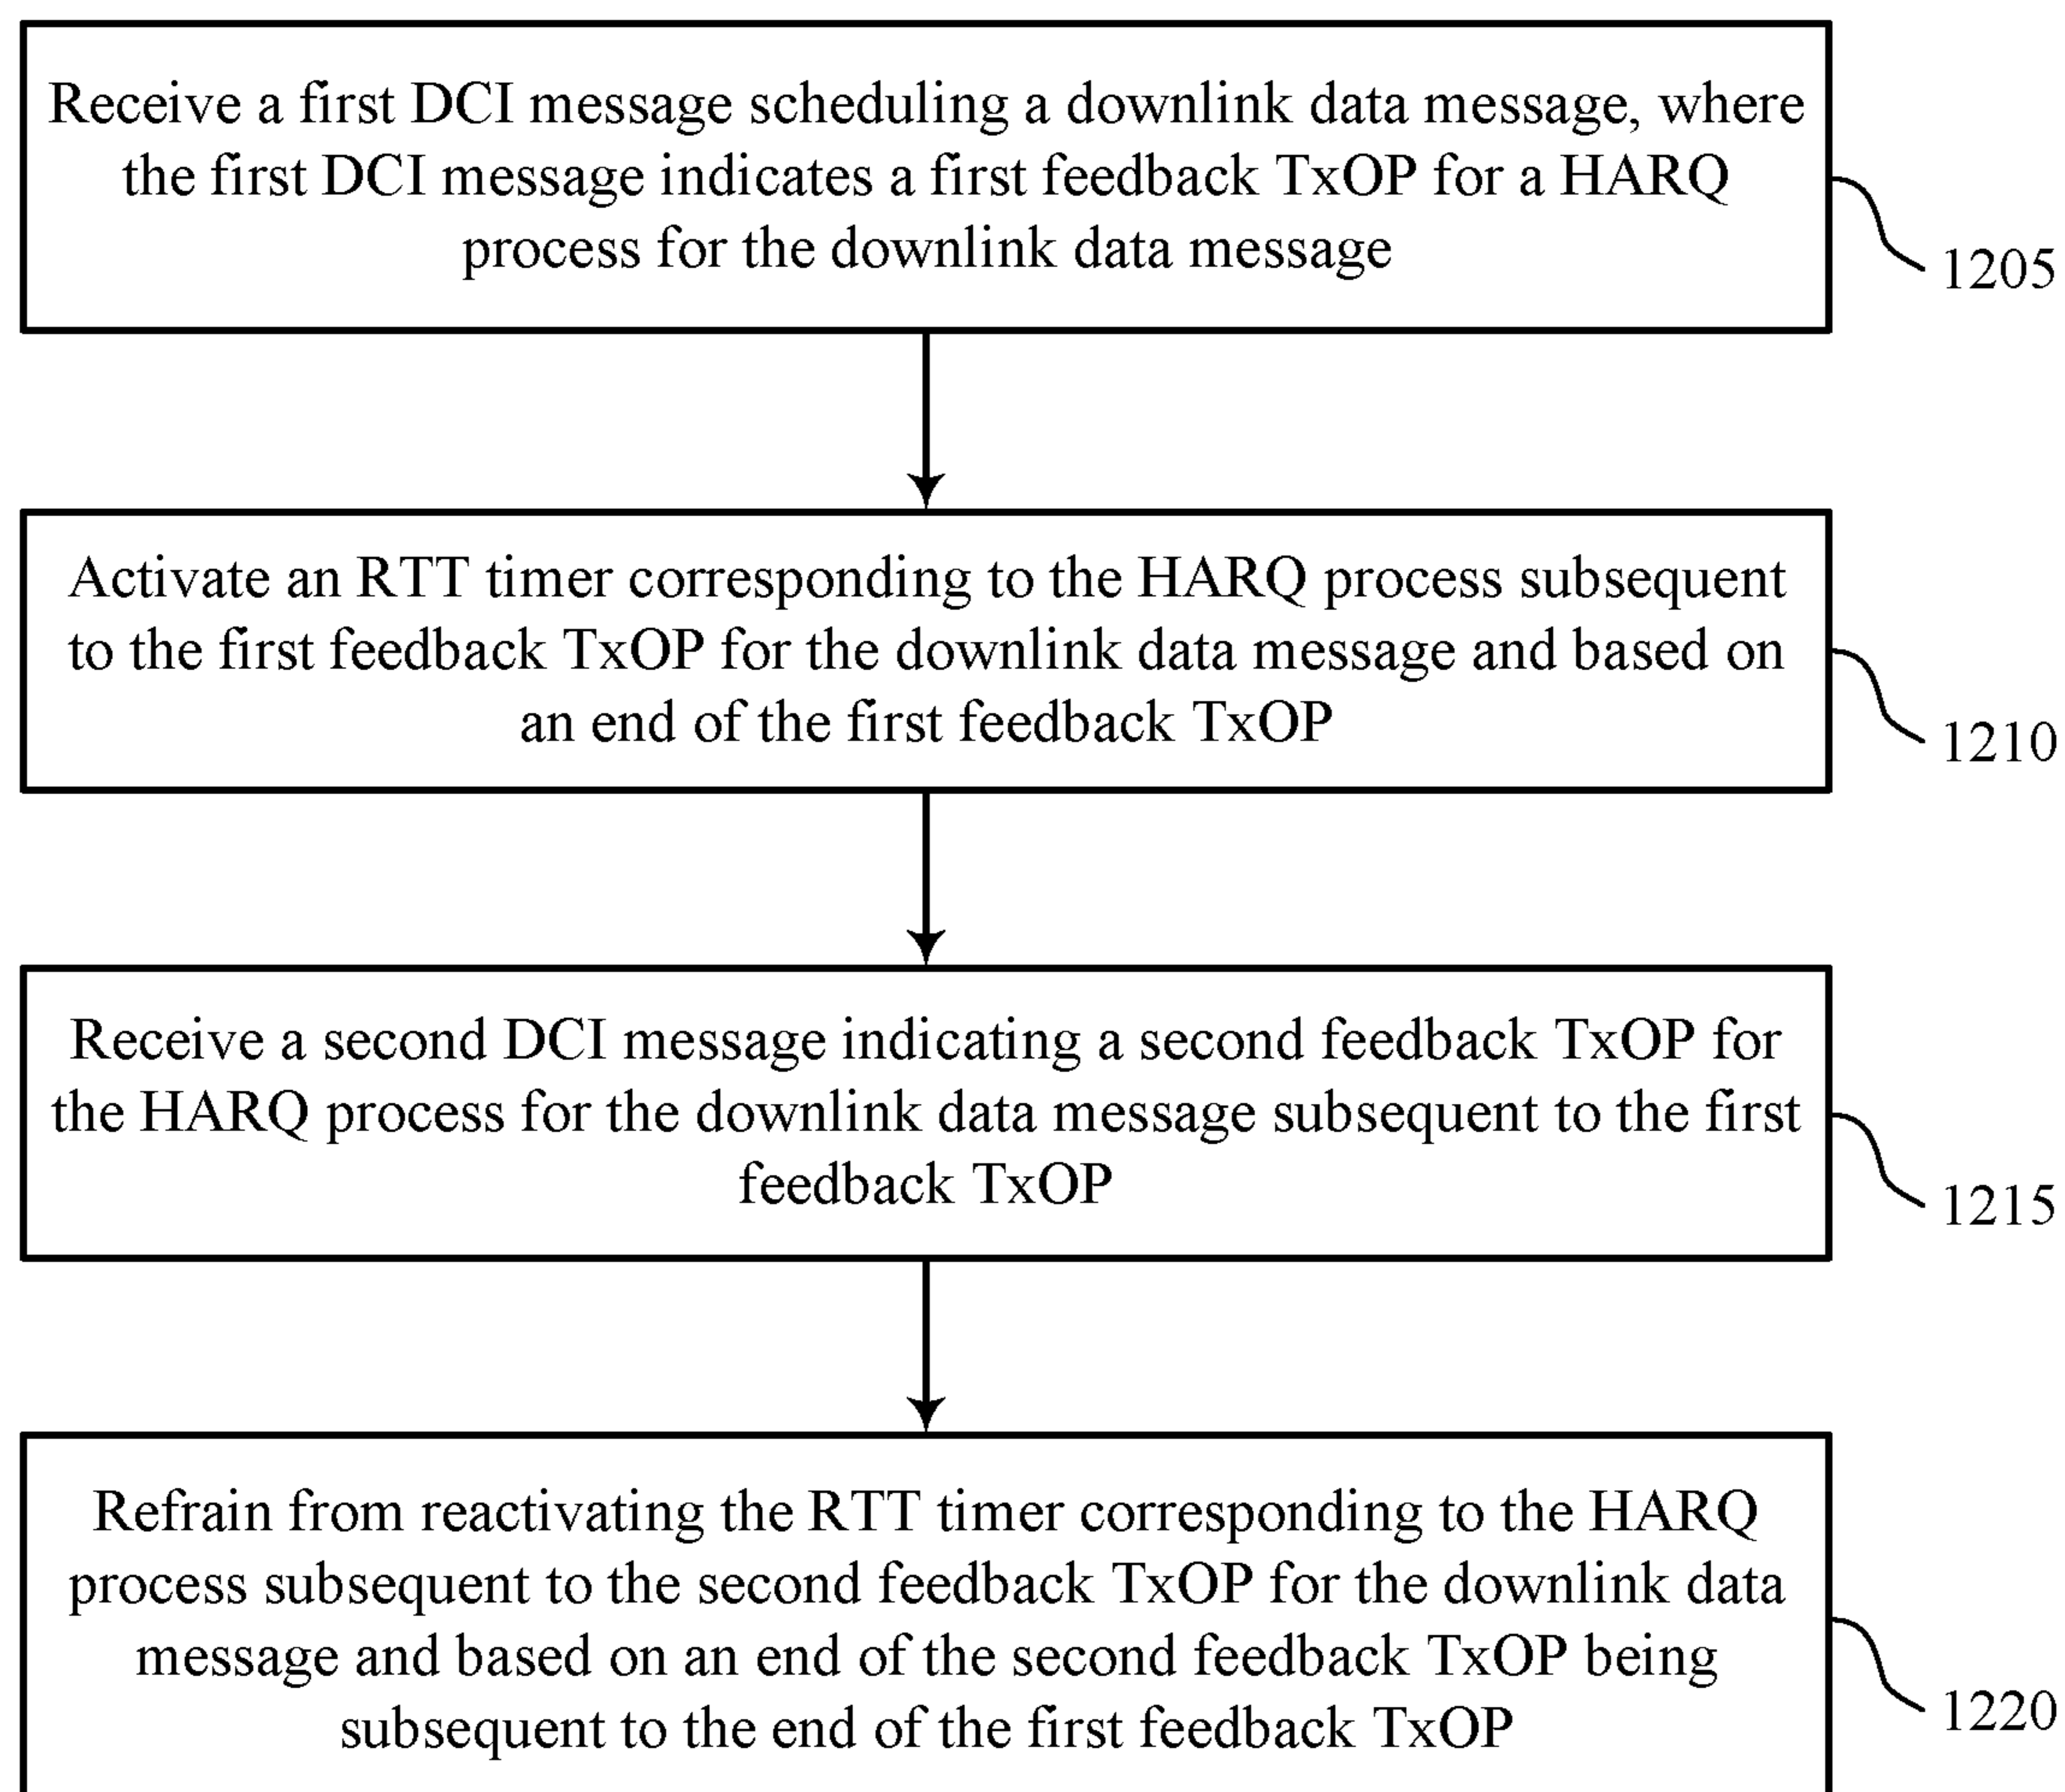 Receive a first DCI message scheduling a downlink data message, where
the first DCI message indicates a first feedback TxOP for a HARQ
process for the downlink data message
1205
Activate an RTT timer corresponding to the HARQ process subsequent
to the first feedback TxOP for the downlink data message and based on
an end of the first feedback TxOP
1210
Receive a second DCI message indicating a second feedback TxOP for
the HARQ process for the downlink data message subsequent to the first
feedback TxOP
1215
Refrain from reactivating the RTT timer corresponding to the HARQ
process subsequent to the second feedback TxOP for the downlink data
message and based on an end of the second feedback TxOP being
subsequent to the end of the first feedback TxOP
1220